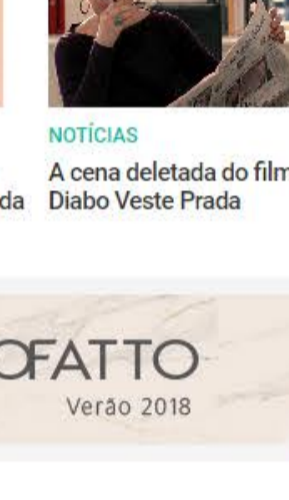 NOTÍCIAS
A cena deletada do film
da Diabo Veste Prada
OFATTO
Verão 2018